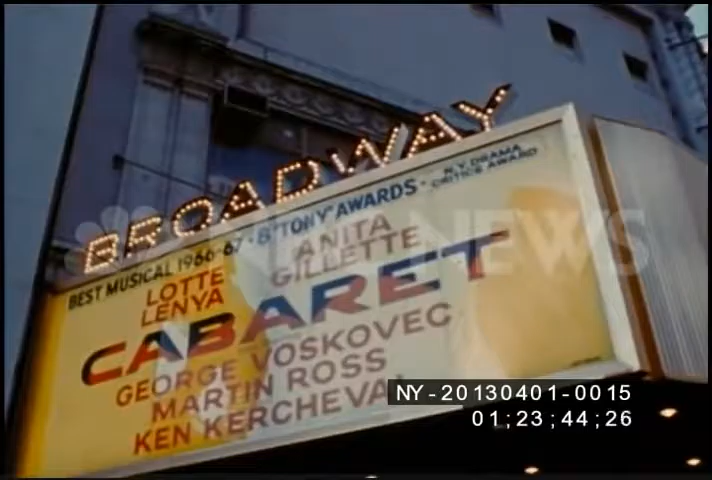 BROADWAY
BEST MUSICAL 1966-67 · 8 "TONY" AWARDS - N.Y. DRAMA CRITICS AWARD
LOTTE LENYA
ANITA GILLETTE
CABARET
GEORGE VOSKOVEC
MARTIN ROSS
KEN KERCHEVAL
NBC NEWS
NY-20130401-0015
01;23;44;26